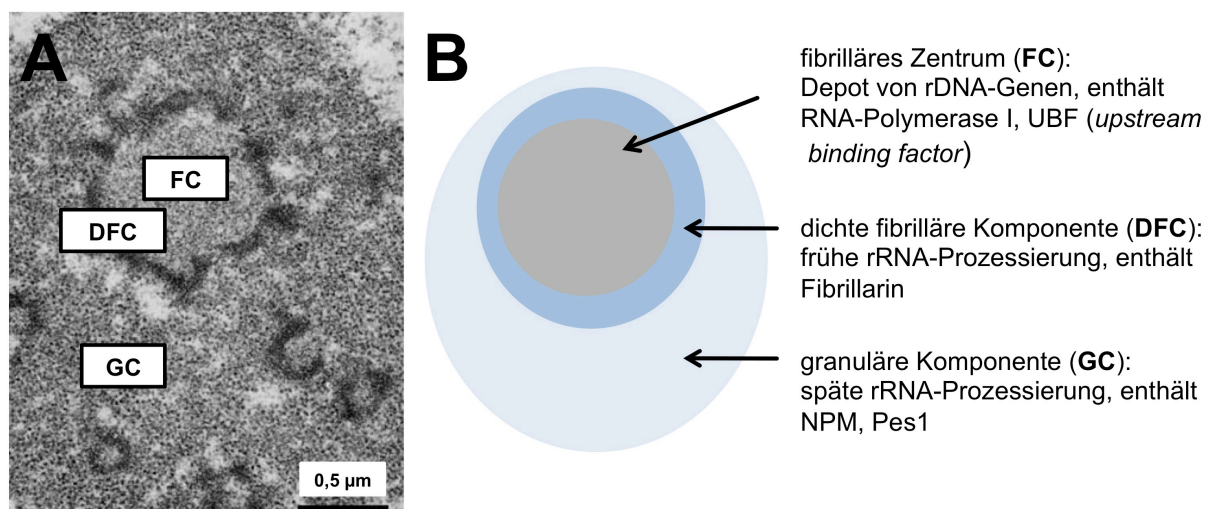 A
FC
DFC
GC
0,5 µm
B
fibrilläres Zentrum (FC):
Depot von rDNA-Genen, enthält
RNA-Polymerase I, UBF (upstream
binding factor)
dichte fibrilläre Komponente (DFC):
frühe rRNA-Prozessierung, enthält
Fibrillarin
granuläre Komponente (GC):
späte rRNA-Prozessierung, enthält
NPM, Pes1